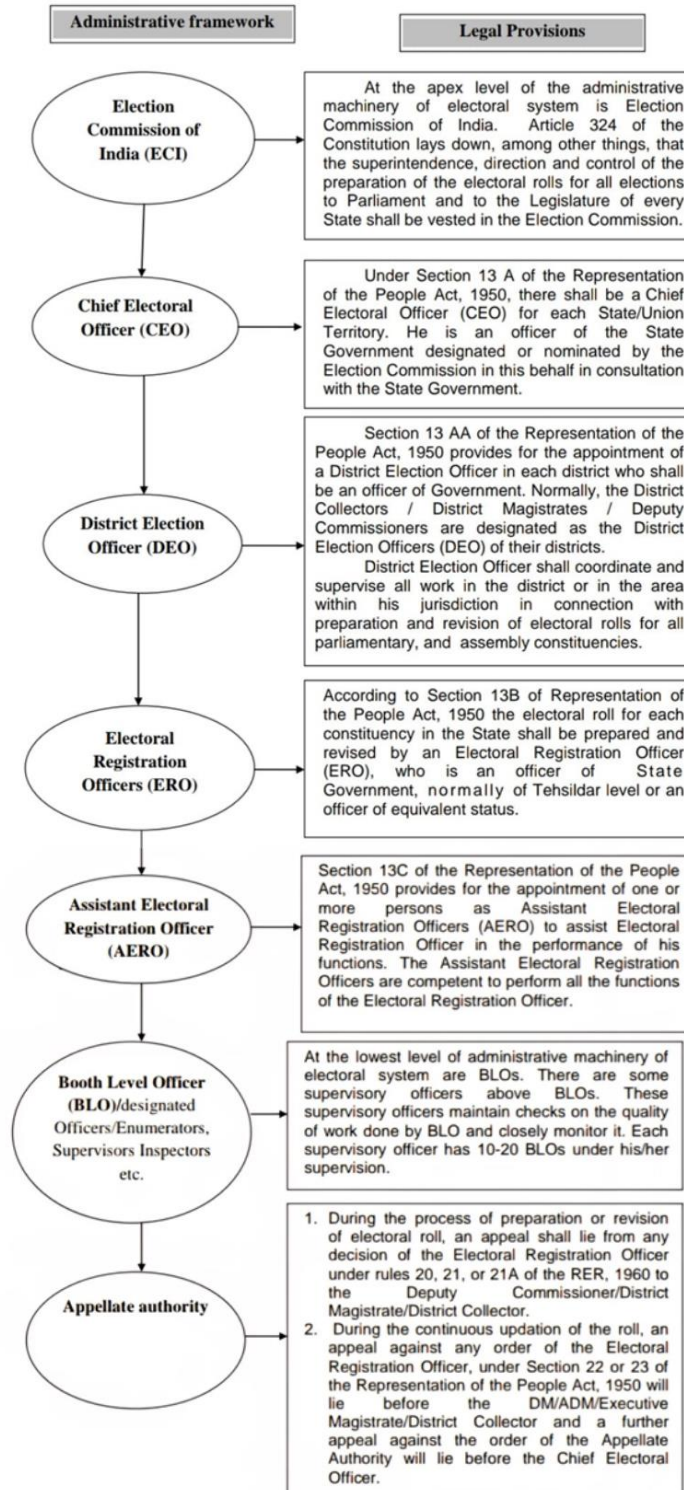 Administrative framework
Legal Provisions
Election
Commission of
India (ECI)
At the apex level of the administrative
machinery of electoral system is Election
Commission of India. Article 324 of the
Constitution lays down, among other things, that
the superintendence, direction and control of the
preparation of the electoral rolls for all elections
to Parliament and to the Legislature of every
State shall be vested in the Election Commission.
Chief Electoral
Officer (CEO)
Under Section 13 A of the Representation
of the People Act, 1950, there shall be a Chief
Electoral Officer (CEO) for each State/Union
Territory. He is an officer of the State
Government designated or nominated by the
Election Commission in this behalf in consultation
with the State Government.
District Election
Officer (DEO)
Section 13 AA of the Representation of the
People Act, 1950 provides for the appointment of
a District Election Officer in each district who shall
be an officer of Government. Normally, the District
Collectors / District Magistrates / Deputy
Commissioners are designated as the District
Election Officers (DEO) of their districts.
District Election Officer shall coordinate and
supervise all work in the district or in the area
within his jurisdiction in connection with
preparation and revision of electoral rolls for all
parliamentary, and assembly constituencies.
Electoral
Registration
Officers (ERO)
According to Section 13B of Representation of
the People Act, 1950 the electoral roll for each
constituency in the State shall be prepared and
revised by an Electoral Registration Officer
(ERO), who is an officer of State
Government, normally of Tehsildar level or an
officer of equivalent status.
Assistant Electoral
Registration Officer
(AERO)
Section 13C of the Representation of the People
Act, 1950 provides for the appointment of one or
more persons as Assistant Electoral
Registration Officers (AERO) to assist Electoral
Registration Officer in the performance of his
functions. The Assistant Electoral Registration
Officers are competent to perform all the functions
of the Electoral Registration Officer.
Booth Level Officer
(BLO)/designated
Officers/Enumerators,
Supervisors Inspectors
etc.
At the lowest level of administrative machinery of
electoral system are BLOs. There are some
supervisory officers above BLOs. These
supervisory officers maintain checks on the quality
of work done by BLO and closely monitor it. Each
supervisory officer has 10-20 BLOs under his/her
supervision.
Appellate authority
1. During the process of preparation or revision
of electoral roll, an appeal shall lie from any
decision of the Electoral Registration Officer
under rules 20, 21, or 21A of the RER, 1960 to
the Deputy Commissioner/District
Magistrate/District Collector.
2. During the continuous updation of the roll, an
appeal against any order of the Electoral
Registration Officer, under Section 22 or 23 of
the Representation of the People Act, 1950 will
lie before the DM/ADM/Executive
Magistrate/District Collector and a further
appeal against the order of the Appellate
Authority will lie before the Chief Electoral
Officer.